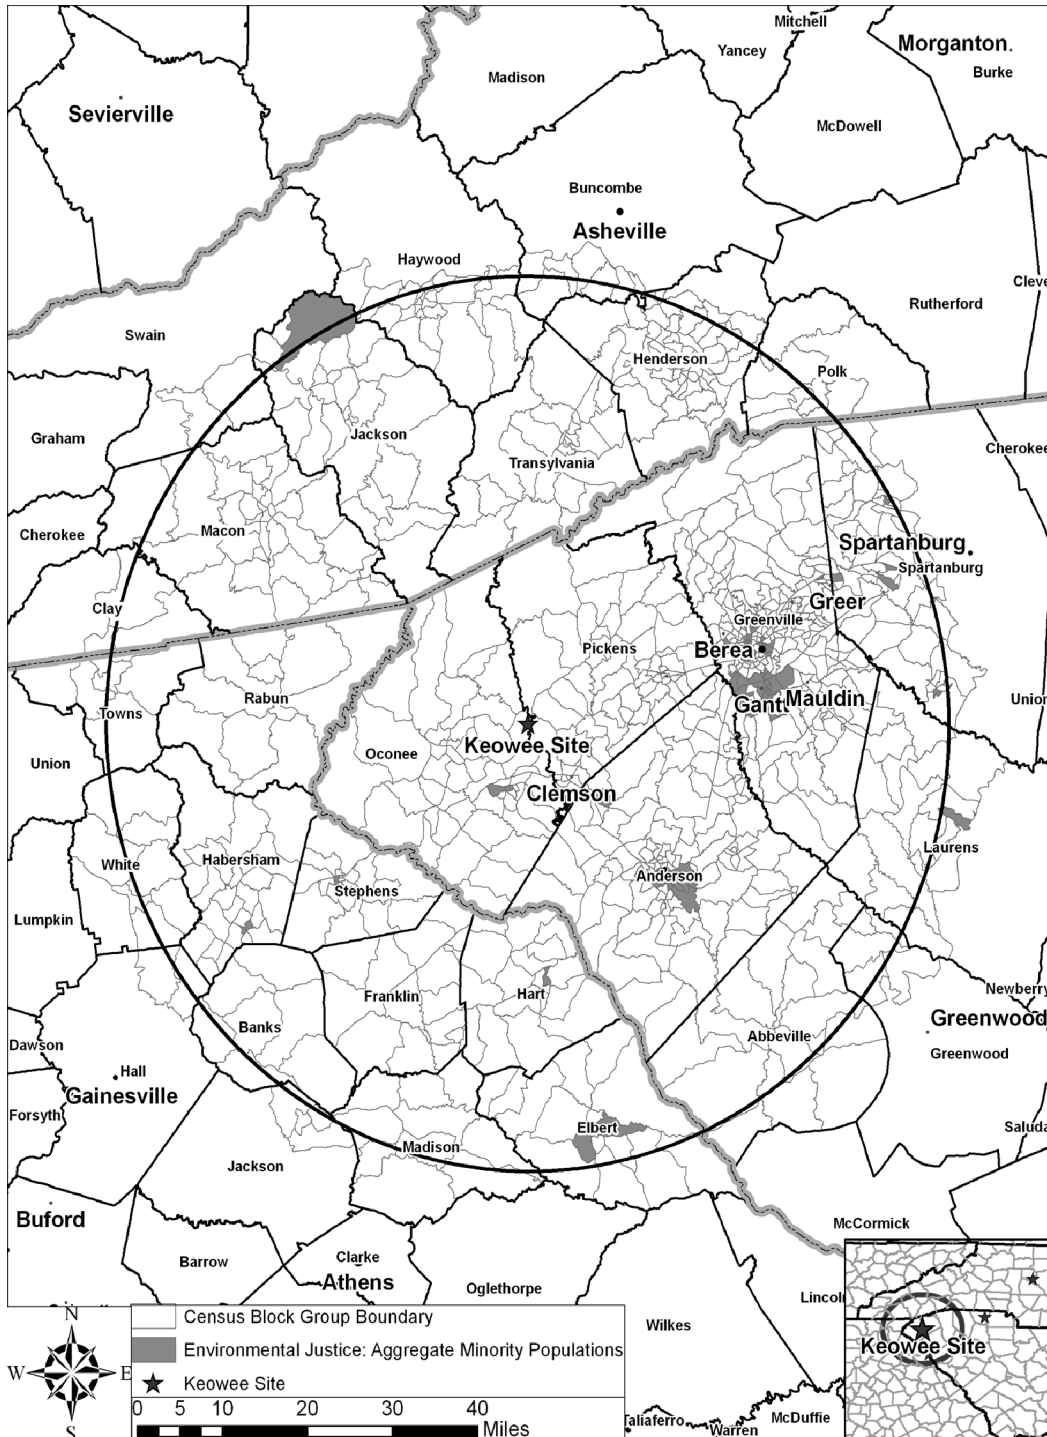 Mitchell
Morganton
Yancey
Burke
Madison
Sevierville
McDowell
Buncombe
Asheville
Haywood
Cleve
Rutherford
Swain
Henderson
Polk
Graham
Jackson
Cherokee
Transylvania
Cherokee
Macon
Spartanburg
Spartanburg
Clay
Greer
Greenville
Pickens
Berea
Rabun
Gantt
Mauldin
Union
Towns
Keowee Site
Oconee
Union
Clemson
Laurens
Habersham
White
Anderson
Stephens
Lumpkin
Newberry
Hart
Franklin
Greenwood
Banks
Abbeville
Dawson
Greenwood
Hall
Gainesville
Forsyth
Elbert
Saluda
Madison
Jackson
Buford
McCormick
Clarke
Barrow
Athens
Oglethorpe
Lincoln
Wilkes
Keowee Site
Taliaferro
Warren
McDuffie
N
W E
S
Census Block Group Boundary
Environmental Justice: Aggregate Minority Populations
Keowee Site
0 5 10 20 30 40
Miles